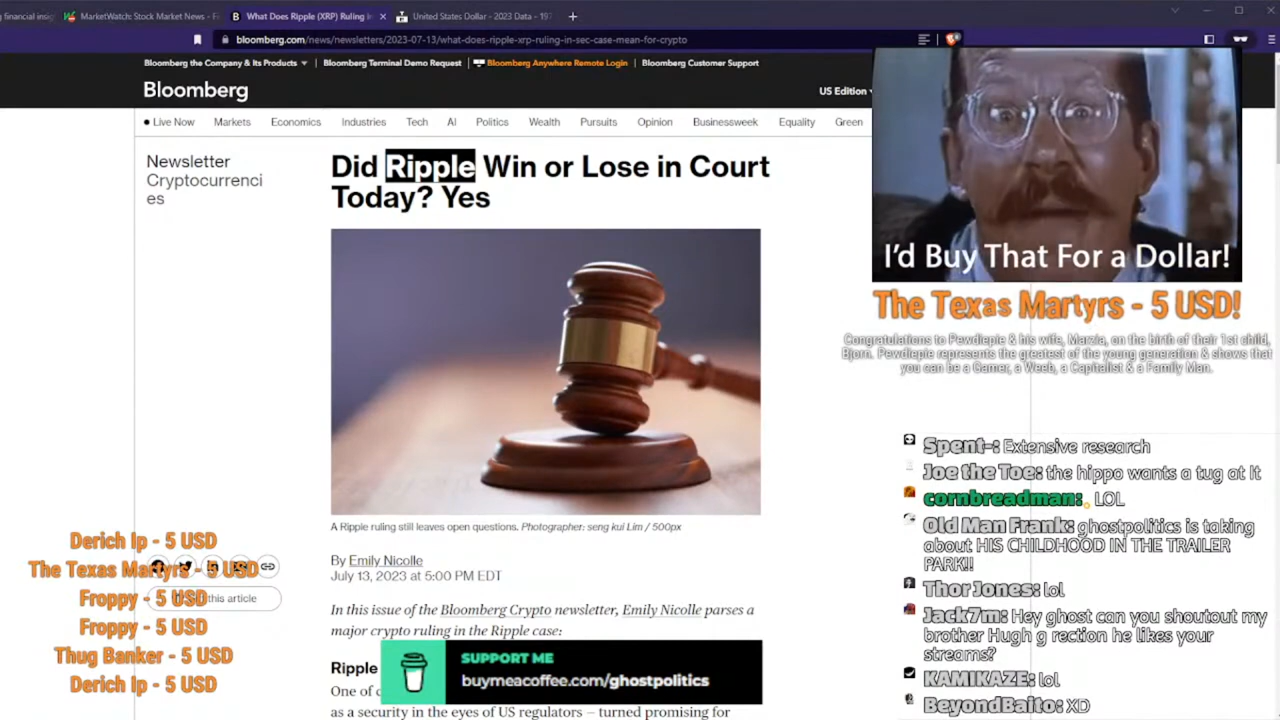 financial insig
MarketWatch: Stock Market News - Fi
What Does Ripple (XRP) Ruling in
United States Dollar - 2023 Data - 197
bloomberg.com/news/newsletters/2023-07-13/what-does-ripple-xrp-ruling-in-sec-case-mean-for-crypto
Bloomberg the Company & Its Products
Bloomberg Terminal Demo Request
Bloomberg Anywhere Remote Login
Bloomberg Customer Support
Bloomberg
US Edition
Live Now Markets Economics Industries Tech AI Politics Wealth Pursuits Opinion Businessweek Equality Green
Newsletter
Cryptocurrenci
es
Did Ripple Win or Lose in Court
Today? Yes
A Ripple ruling still leaves open questions. Photographer: seng kui Lim / 500px
By Emily Nicolle
July 13, 2023 at 5:00 PM EDT
In this issue of the Bloomberg Crypto newsletter, Emily Nicolle parses a
major crypto ruling in the Ripple case:
Ripple
One of
as a security in the eyes of US regulators – turned promising for
this article
SUPPORT ME
buymeacoffee.com/ghostpolitics
Derich Ip - 5 USD
The Texas Martyrs - 5 USD
Froppy - 5 USD
Froppy - 5 USD
Thug Banker - 5 USD
Derich Ip - 5 USD
I'd Buy That For a Dollar!
The Texas Martyrs - 5 USD!
Congratulations to Pewdiepie & his wife, Marzia, on the birth of their 1st child,
Bjorn. Pewdiepie represents the greatest of the young generation & shows that
you can be a Gamer, a Weeb, a Capitalist & a Family Man.
Spent-: Extensive research
Joe the Toe: the hippo wants a tug at it
cornbreadman: LOL
Old Man Frank: ghostpolitics is taking
about HIS CHILDHOOD IN THE TRAILER
PARK!!
Thor Jones: lol
Jack7m: Hey ghost can you shoutout my
brother Hugh g rection he likes your
streams?
KAMIKAZE: lol
BeyondBaito: XD